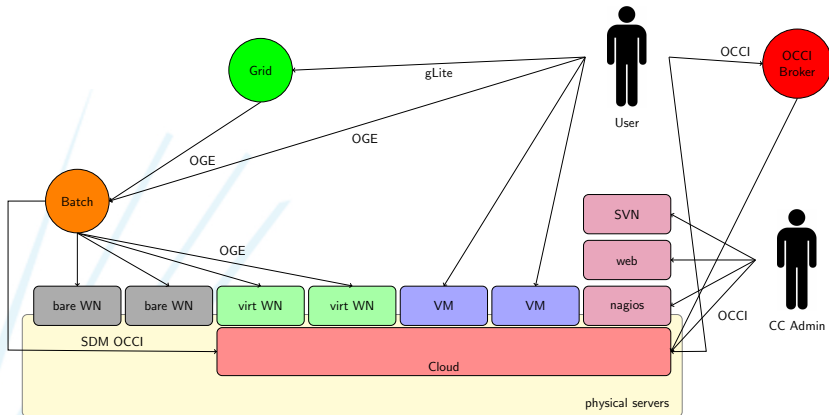 OCCI
OCCI
Broker
Grid
gLite
User
OGE
OGE
Batch
SVN
OGE
web
bare WN
bare WN
virt WN
virt WN
VM
VM
nagios
OCCI
CC Admin
SDM OCCI
Cloud
physical servers